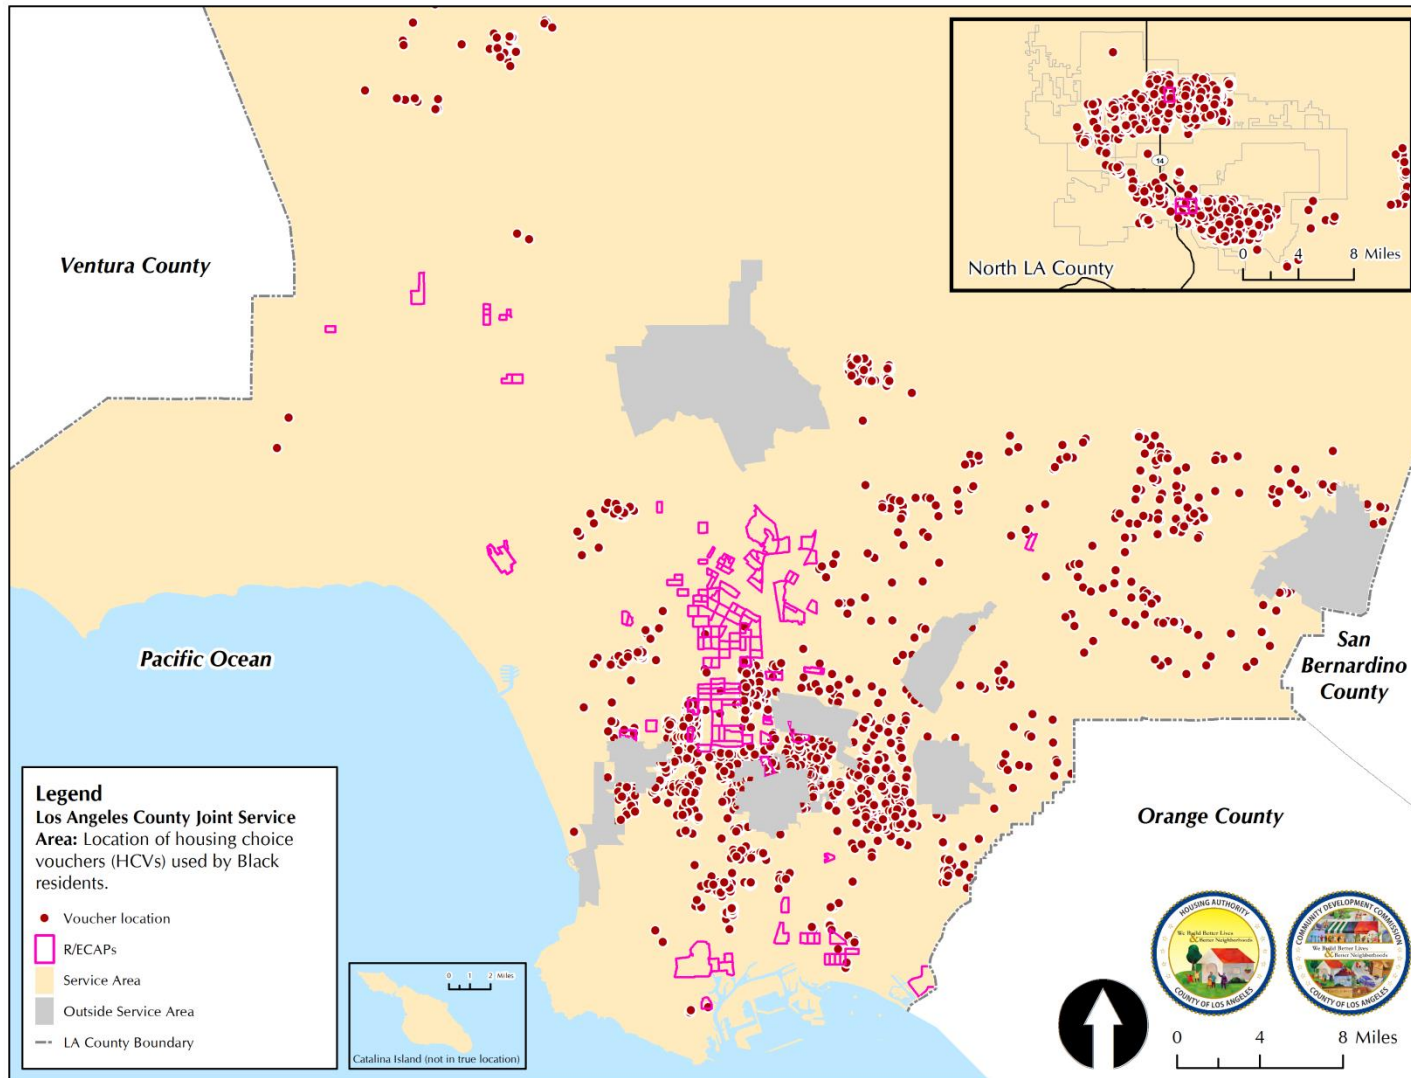 14
North LA County
0 4 8 Miles
Ventura County
Pacific Ocean
San
Bernardino
County
Orange County
Legend
Los Angeles County Joint Service
Area: Location of housing choice
vouchers (HCVs) used by Black
residents.
Voucher location
R/ECAPs
Service Area
Outside Service Area
LA County Boundary
0 1 2 Miles
Catalina Island (not in true location)
HOUSING AUTHORITY
We Build Better Lives
& Better Neighborhoods
COUNTY OF LOS ANGELES
COMMUNITY DEVELOPMENT COMMISSION
We Build Better Lives
& Better Neighborhoods
COUNTY OF LOS ANGELES
0 4 8 Miles